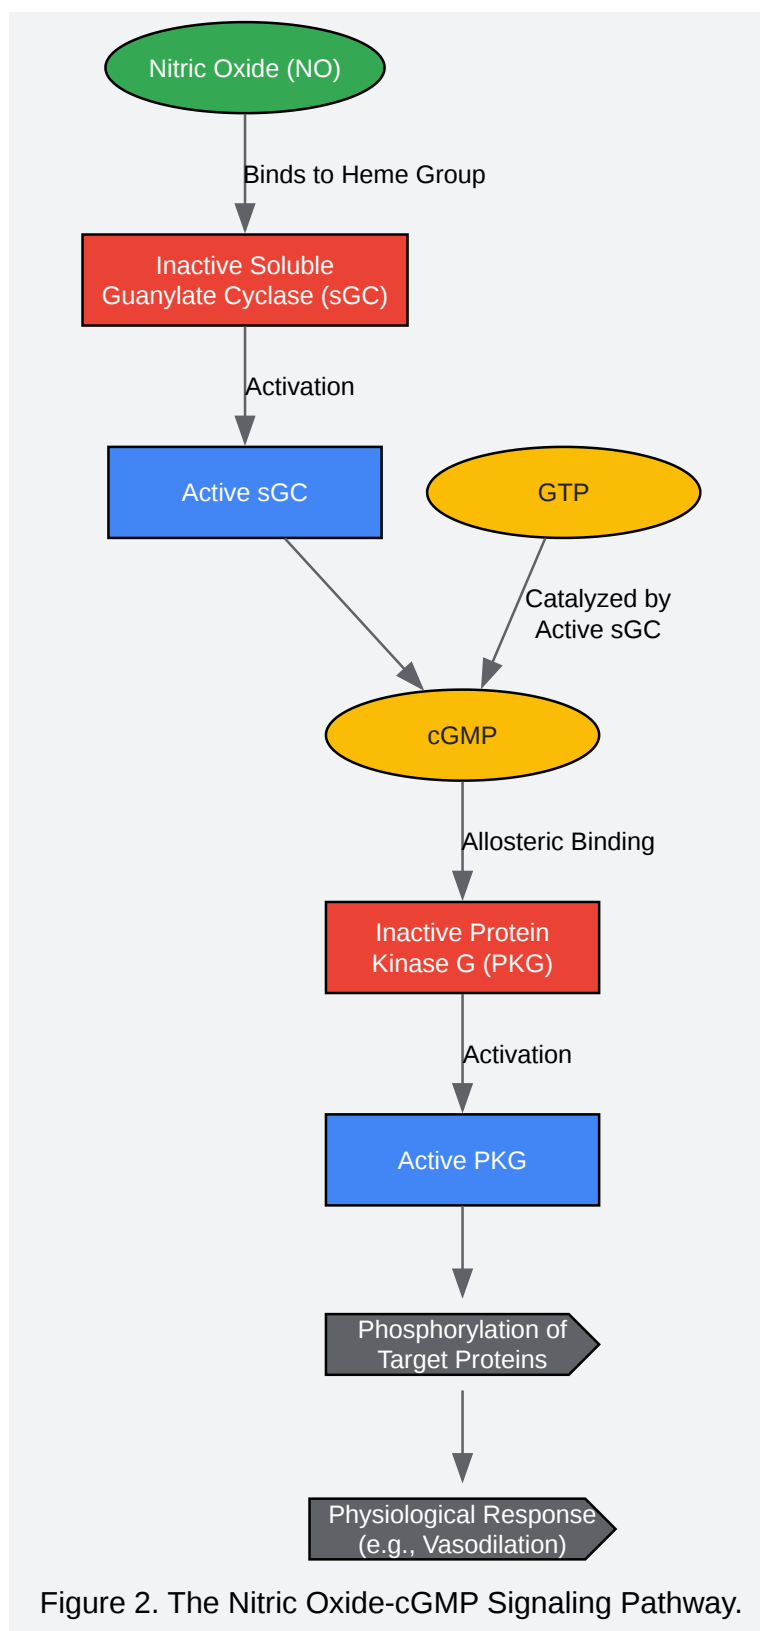 Nitric Oxide (NO)
Binds to Heme Group
Inactive Soluble
Guanylate Cyclase (sGC)
Activation
Active sGC
GTP
Catalyzed by
Active sGC
cGMP
Allosteric Binding
Inactive Protein
Kinase G (PKG)
Activation
Active PKG
Phosphorylation of
Target Proteins
Physiological Response
(e.g., Vasodilation)
Figure 2. The Nitric Oxide-cGMP Signaling Pathway.